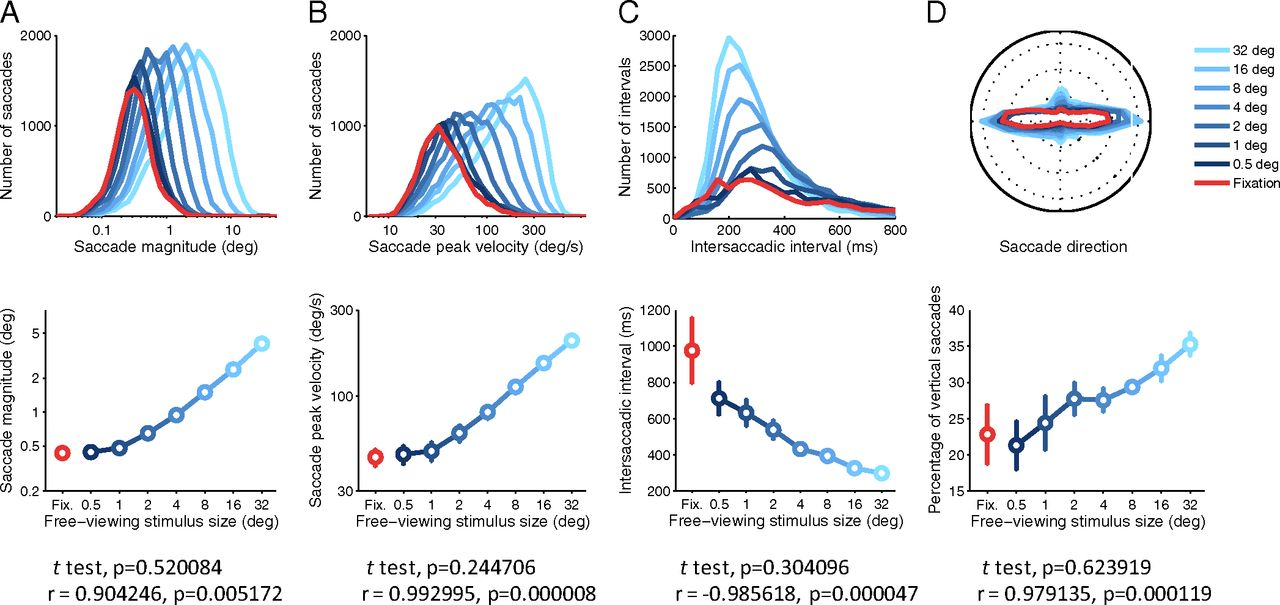 A
Number of saccades
2000
1000
0
0.1
1
10
Saccade magnitude (deg)
B
Number of saccades
2000
1000
0
10
30
100
300
Saccade peak velocity (deg/s)
C
Number of intervals
3000
2500
2000
1500
1000
500
0
0
200
400
600
800
Intersaccadic interval (ms)
D
Saccade direction
32 deg
16 deg
8 deg
4 deg
2 deg
1 deg
0.5 deg
Fixation
Saccade magnitude (deg)
5
2
1
0.5
0.2
Fix. 0.5 1 2 4 8 16 32
Free-viewing stimulus size (deg)
t test, p=0.520084
r = 0.904246, p=0.005172
Saccade peak velocity (deg/s)
300
100
30
Fix. 0.5 1 2 4 8 16 32
Free-viewing stimulus size (deg)
t test, p=0.244706
r = 0.992995, p=0.000008
Intersaccadic interval (ms)
1200
1000
800
600
400
200
Fix. 0.5 1 2 4 8 16 32
Free-viewing stimulus size (deg)
t test, p=0.304096
r = -0.985618, p=0.000047
Percentage of vertical saccades
40
35
30
25
20
15
Fix. 0.5 1 2 4 8 16 32
Free-viewing stimulus size (deg)
t test, p=0.623919
r = 0.979135, p=0.000119